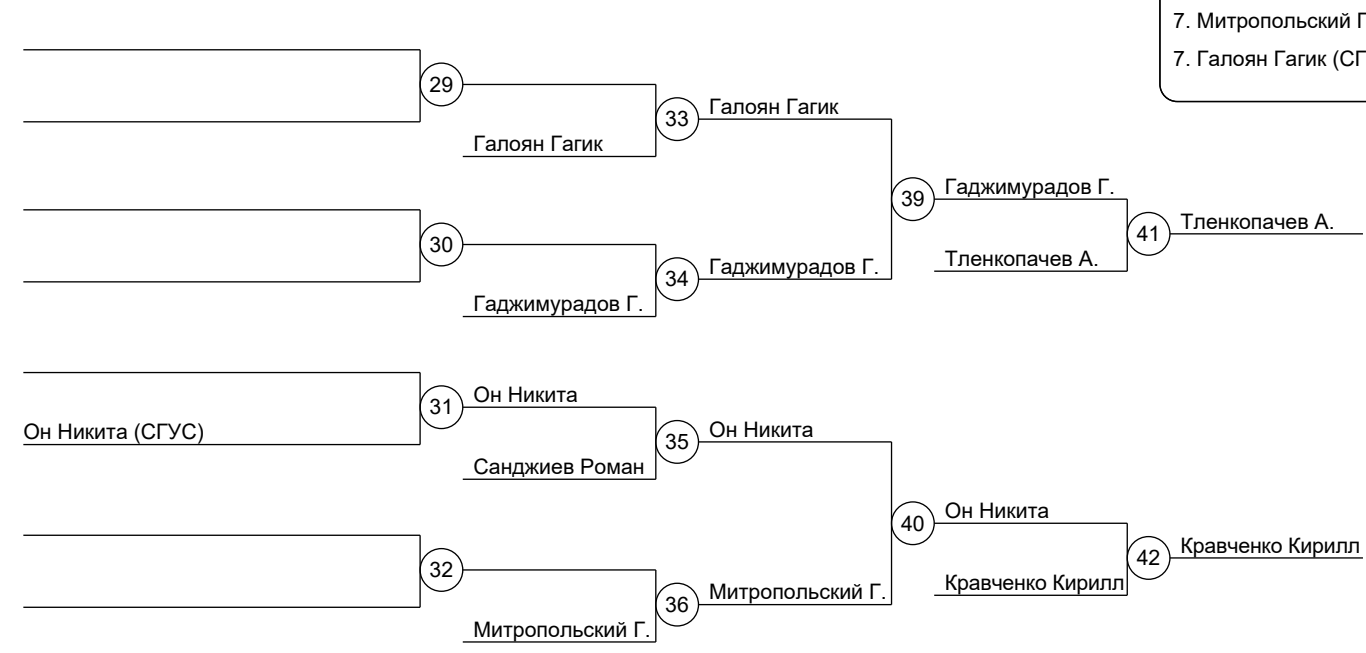 7. Митропольский Г
7. Галоян Гагик (СГ
29
Галоян Гагик
33
Галоян Гагик
30
Гаджимурадов Г.
34
Гаджимурадов Г.
39
Гаджимурадов Г.
Тленкопачев А.
41
Тленкопачев А.
Он Никита (СГУС)
31
Он Никита
Санджиев Роман
35
Он Никита
32
Митропольский Г.
36
Митропольский Г.
40
Он Никита
Кравченко Кирилл
42
Кравченко Кирилл